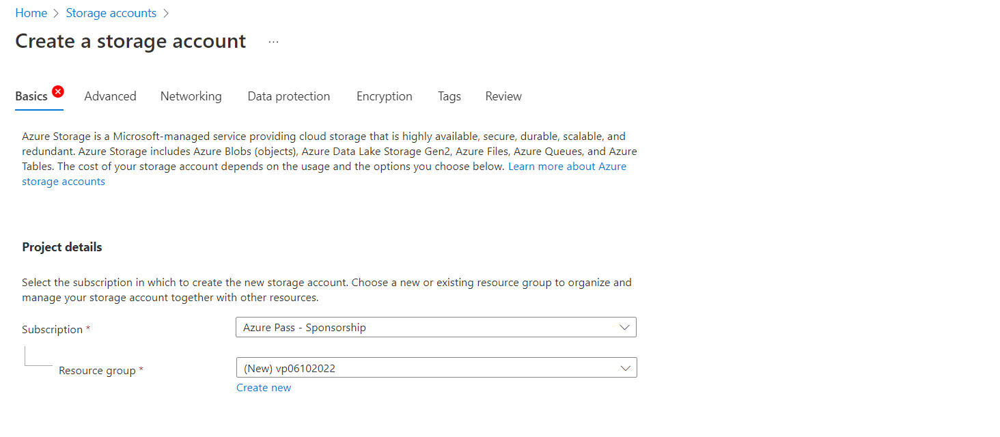 Home > Storage accounts >
Create a storage account ...
Basics Advanced Networking Data protection Encryption Tags Review
Azure Storage is a Microsoft-managed service providing cloud storage that is highly available, secure, durable, scalable, and
redundant. Azure Storage includes Azure Blobs (objects), Azure Data Lake Storage Gen2, Azure Files, Azure Queues, and Azure
Tables. The cost of your storage account depends on the usage and the options you choose below. Learn more about Azure
storage accounts
Project details
Select the subscription in which to create the new storage account. Choose a new or existing resource group to organize and
manage your storage account together with other resources.
Subscription * Azure Pass - Sponsorship
Resource group * (New) vp06102022
Create new